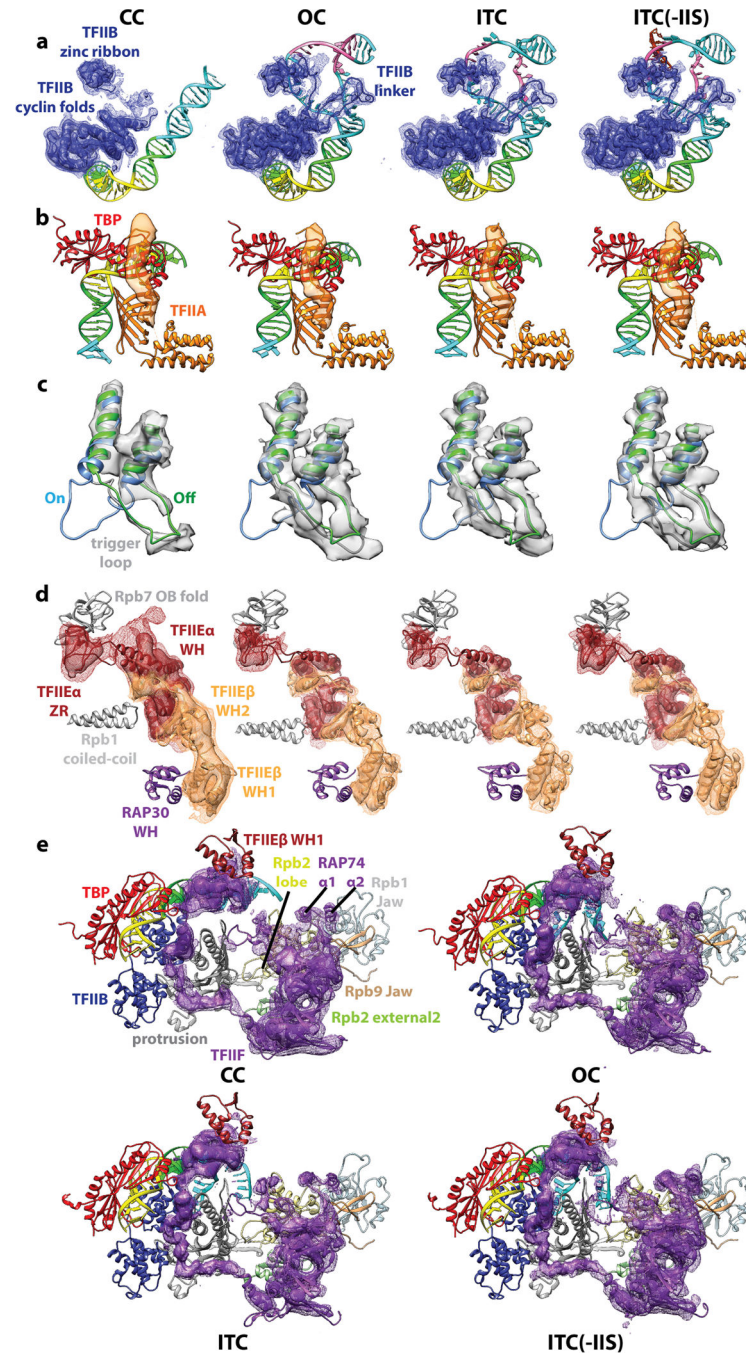 CC OC ITC ITC(-IIS)
a
TFIIB
zinc ribbon
TFIIB
cyclin folds
TFIIB
linker
b
TBP
TFIIA
c
On
Off
trigger
loop
d
Rpb7 OB fold
TFIIEα
WH
TFIIEα
ZR
TFIIEβ
WH2
Rpb1
coiled-coil
TFIIEβ
WH1
RAP30
WH
e
TFIIEβ WH1
Rpb2
lobe
RAP74
α1 α2
Rpb1
Jaw
TBP
TFIIB
Rpb9 Jaw
Rpb2 external2
protrusion
TFIIF
CC
OC
ITC
ITC(-IIS)